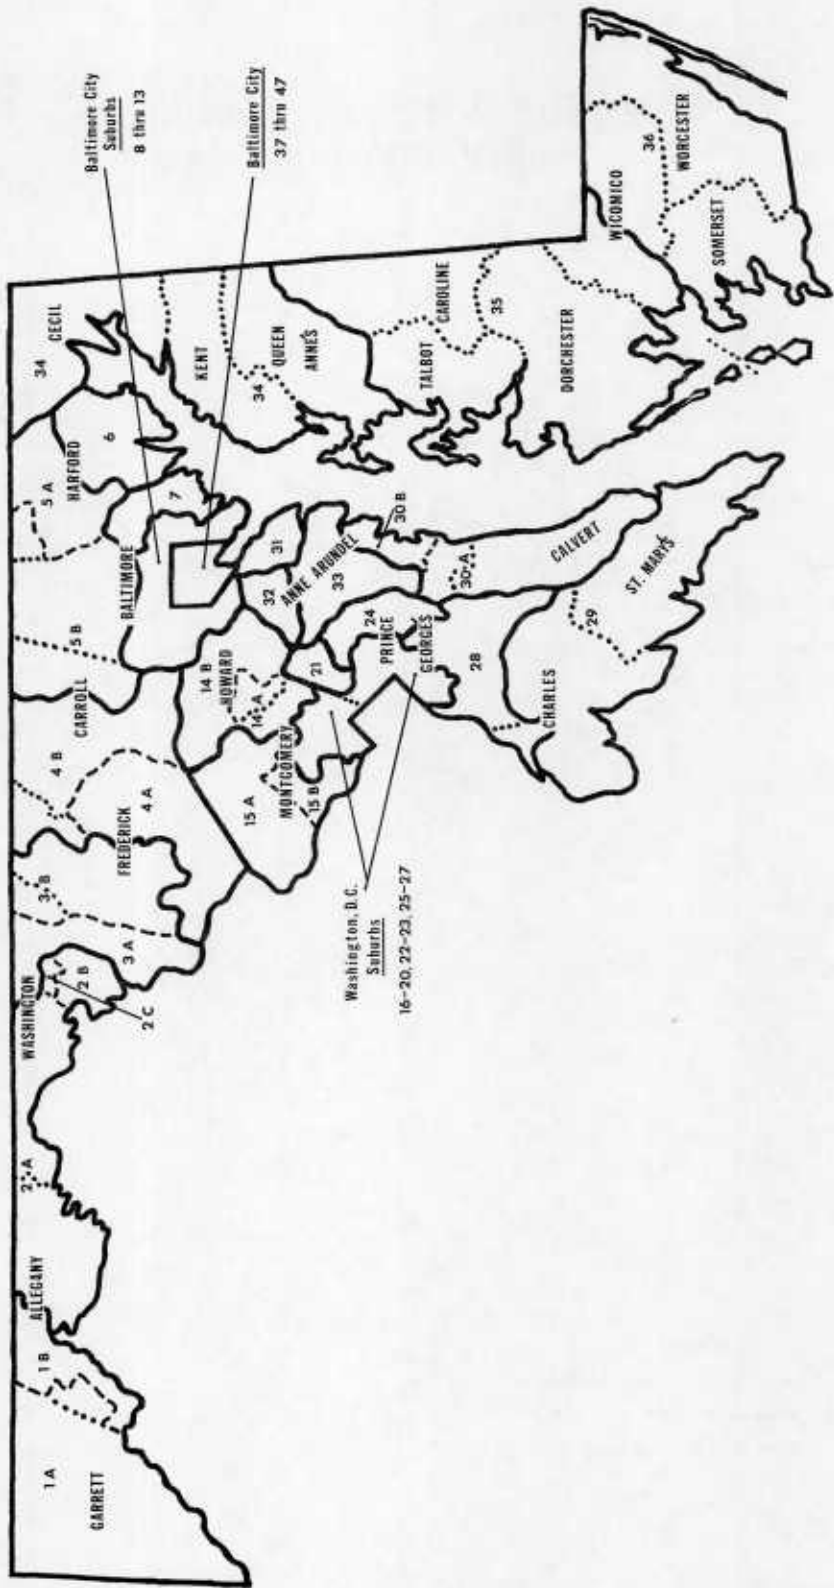 Baltimore City
Suburbs
8 thru 13
Baltimore City
37 thru 47
Washington, D.C.
Suburbs
16-20, 22-23, 25-27
1 A
GARRETT
1 B
ALLEGANY
2 A
WASHINGTON
2 B
2 C
3 A
3 B
FREDERICK
4 A
4 B
CARROLL
5 B
BALTIMORE
5 A
HARFORD
6
7
34
CECIL
KENT
34
QUEEN
ANNE'S
TALBOT
CAROLINE
35
DORCHESTER
WICOMICO
36
WORCESTER
SOMERSET
14 B
HOWARD
14 A
15 A
MONTGOMERY
15 B
21
24
PRINCE
GEORGES
28
31
32
ANNE ARUNDEL
33
30 B
30 A
CALVERT
CHARLES
29
ST. MARY'S